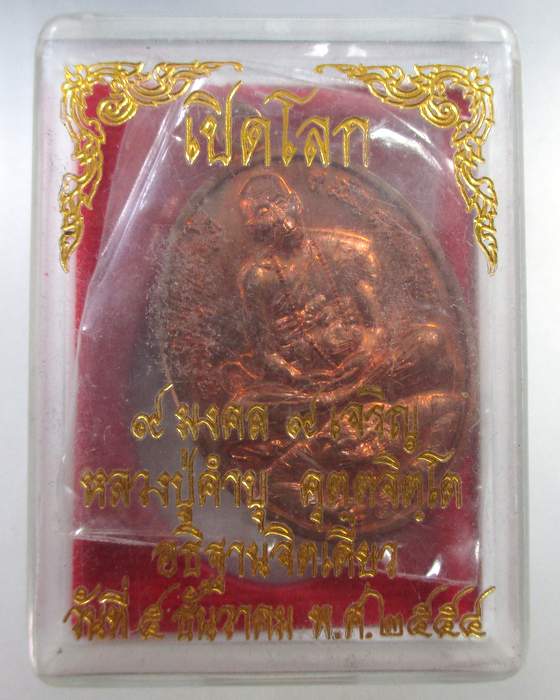 เปิดโลก
๙ มงคล ๙ เจริญ
หลวงปู่คำบุ คุตฺตจิตฺโต
อธิฐานจิตเดี่ยว
วันที่ ๕ ธันวาคม พ.ศ.๒๕๕๔